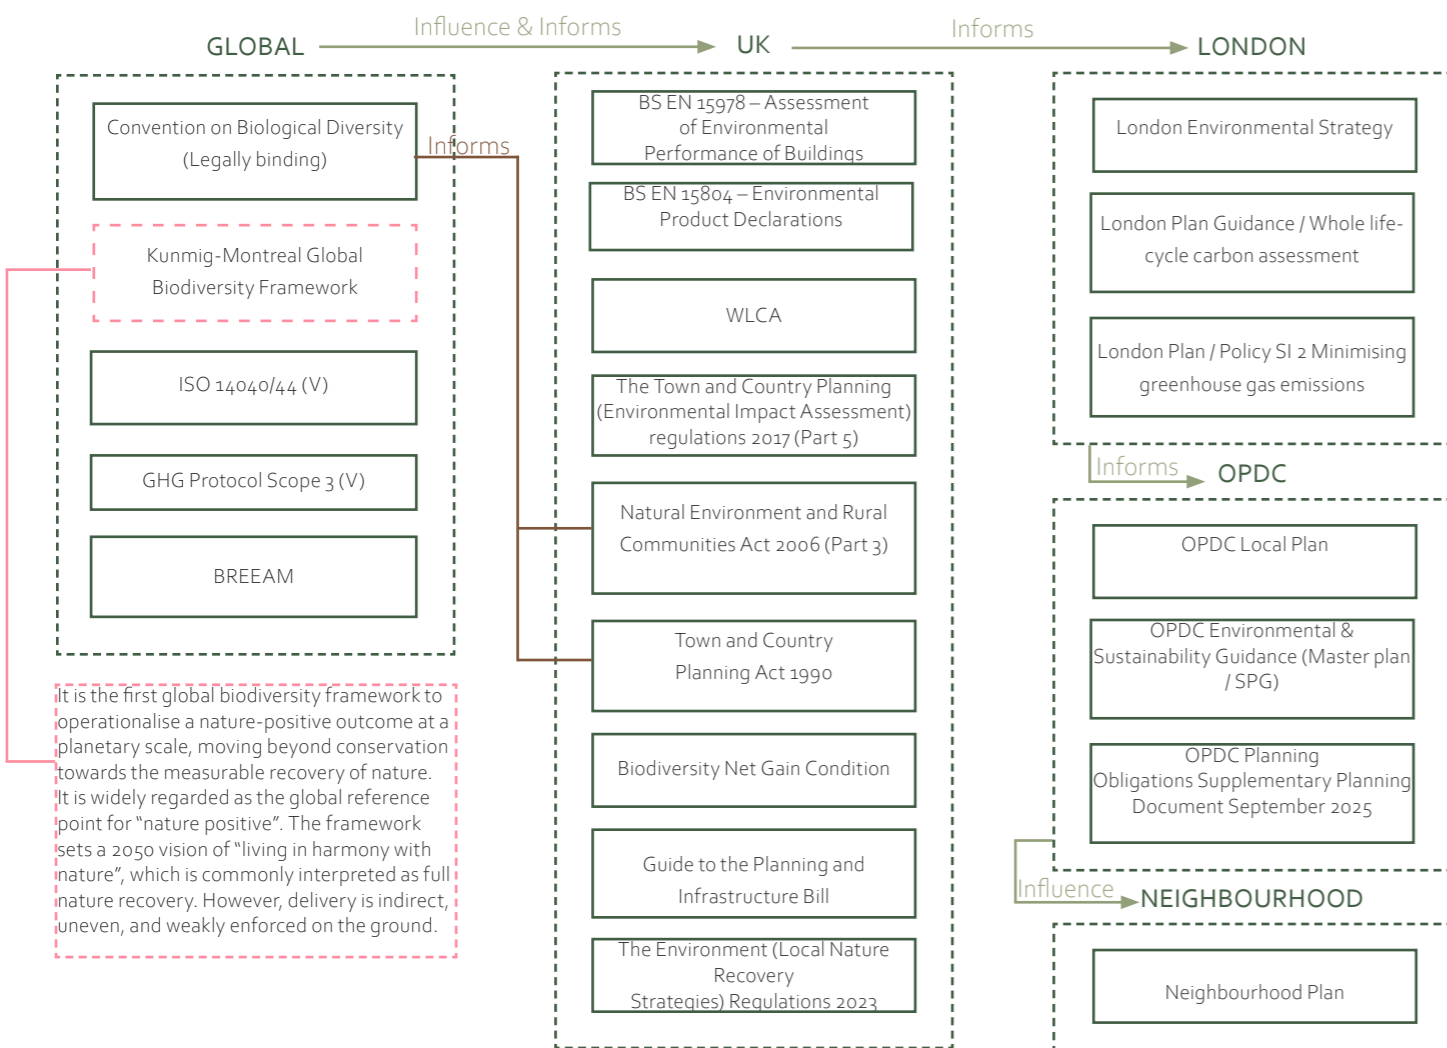 GLOBAL
Influence & Informs
UK
Informs
LONDON
Convention on Biological Diversity
(Legally binding)
Informs
Kunmig-Montreal Global
Biodiversity Framework
ISO 14040/44 (V)
GHG Protocol Scope 3 (V)
BREEAM
It is the first global biodiversity framework to
operationalise a nature-positive outcome at a
planetary scale, moving beyond conservation
towards the measurable recovery of nature.
It is widely regarded as the global reference
point for “nature positive”. The framework
sets a 2050 vision of “living in harmony with
nature”, which is commonly interpreted as full
nature recovery. However, delivery is indirect,
uneven, and weakly enforced on the ground.
BS EN 15978 – Assessment
of Environmental
Performance of Buildings
BS EN 15804 – Environmental
Product Declarations
WLCA
The Town and Country Planning
(Environmental Impact Assessment)
regulations 2017 (Part 5)
Natural Environment and Rural
Communities Act 2006 (Part 3)
Town and Country
Planning Act 1990
Biodiversity Net Gain Condition
Guide to the Planning and
Infrastructure Bill
The Environment (Local Nature
Recovery
Strategies) Regulations 2023
London Environmental Strategy
London Plan Guidance / Whole life-
cycle carbon assessment
London Plan / Policy SI 2 Minimising
greenhouse gas emissions
Informs
OPDC
OPDC Local Plan
OPDC Environmental &
Sustainability Guidance (Master plan
/ SPG)
OPDC Planning
Obligations Supplementary Planning
Document September 2025
Influence
NEIGHBOURHOOD
Neighbourhood Plan